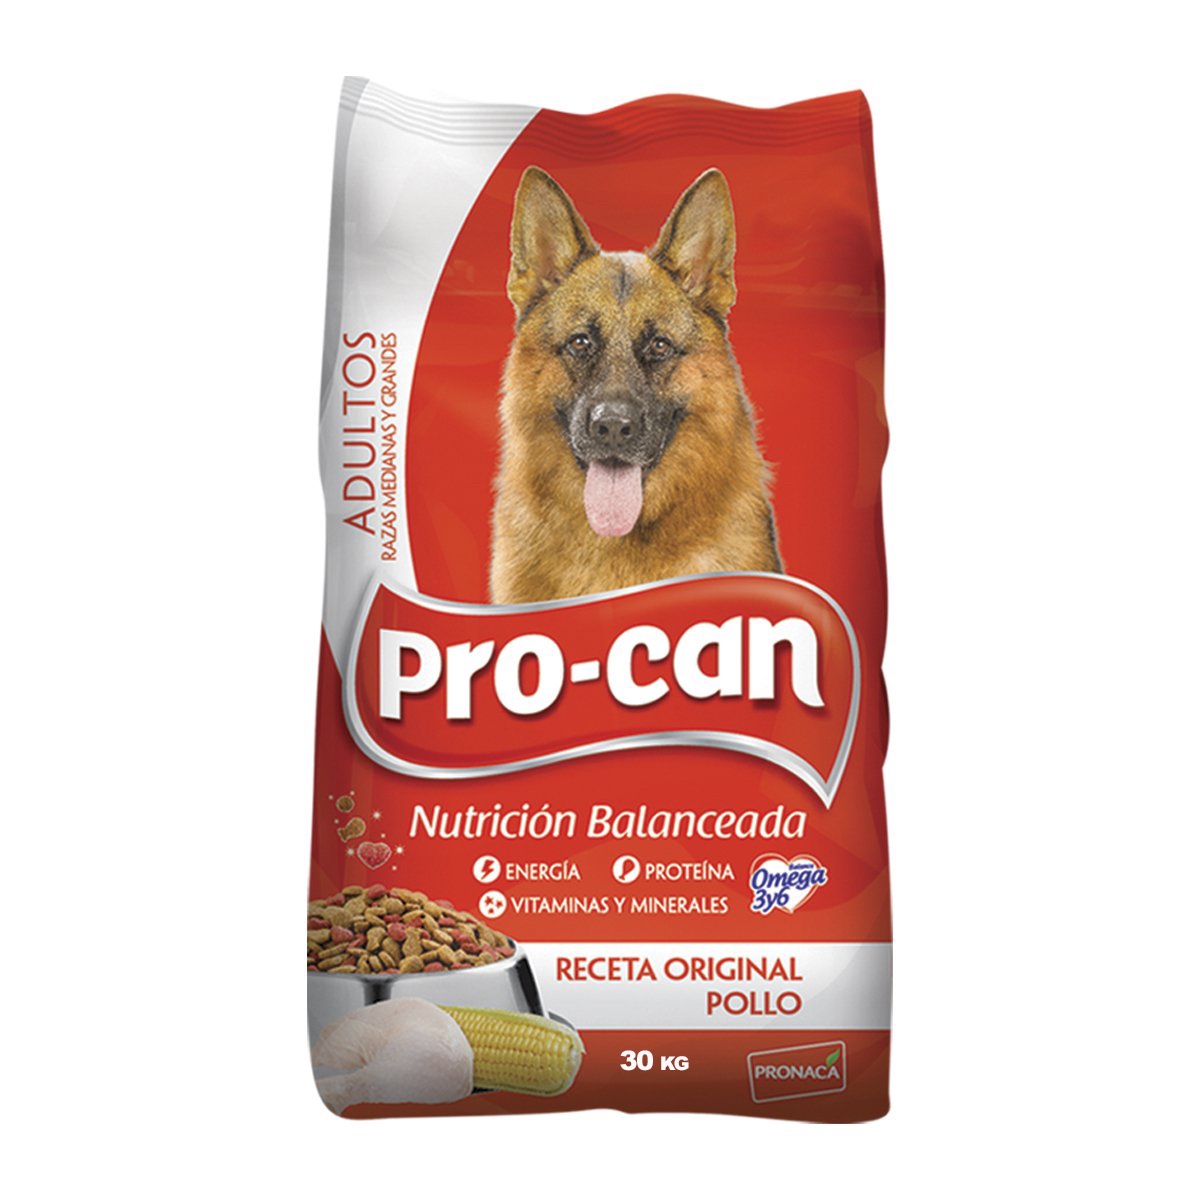 ADULTOS
RAZAS MEDIANAS Y GRANDES
Pro-can
Nutrición Balanceada
ENERGÍA
PROTEÍNA
VITAMINAS Y MINERALES
Balance
Omega
3y6
RECETA ORIGINAL
POLLO
30 KG
PRONACA